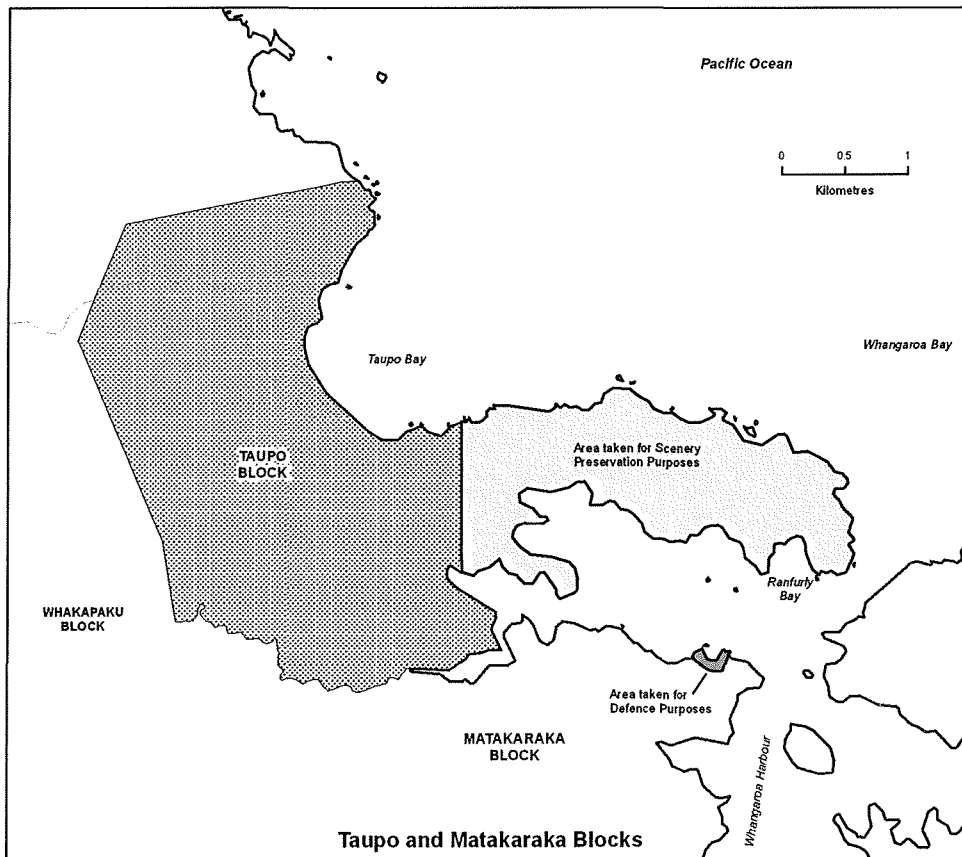 Pacific Ocean
0 0.5 1
Kilometres
Whangaroa Bay
Taupo Bay
Area taken for Scenery
Preservation Purposes
TAUPO
BLOCK
Ranfurly
Bay
WHAKAPAKU
BLOCK
Area taken for
Defence Purposes
MATAKARAKA
BLOCK
Whangaroa Harbour
Taupo and Matakaraka Blocks